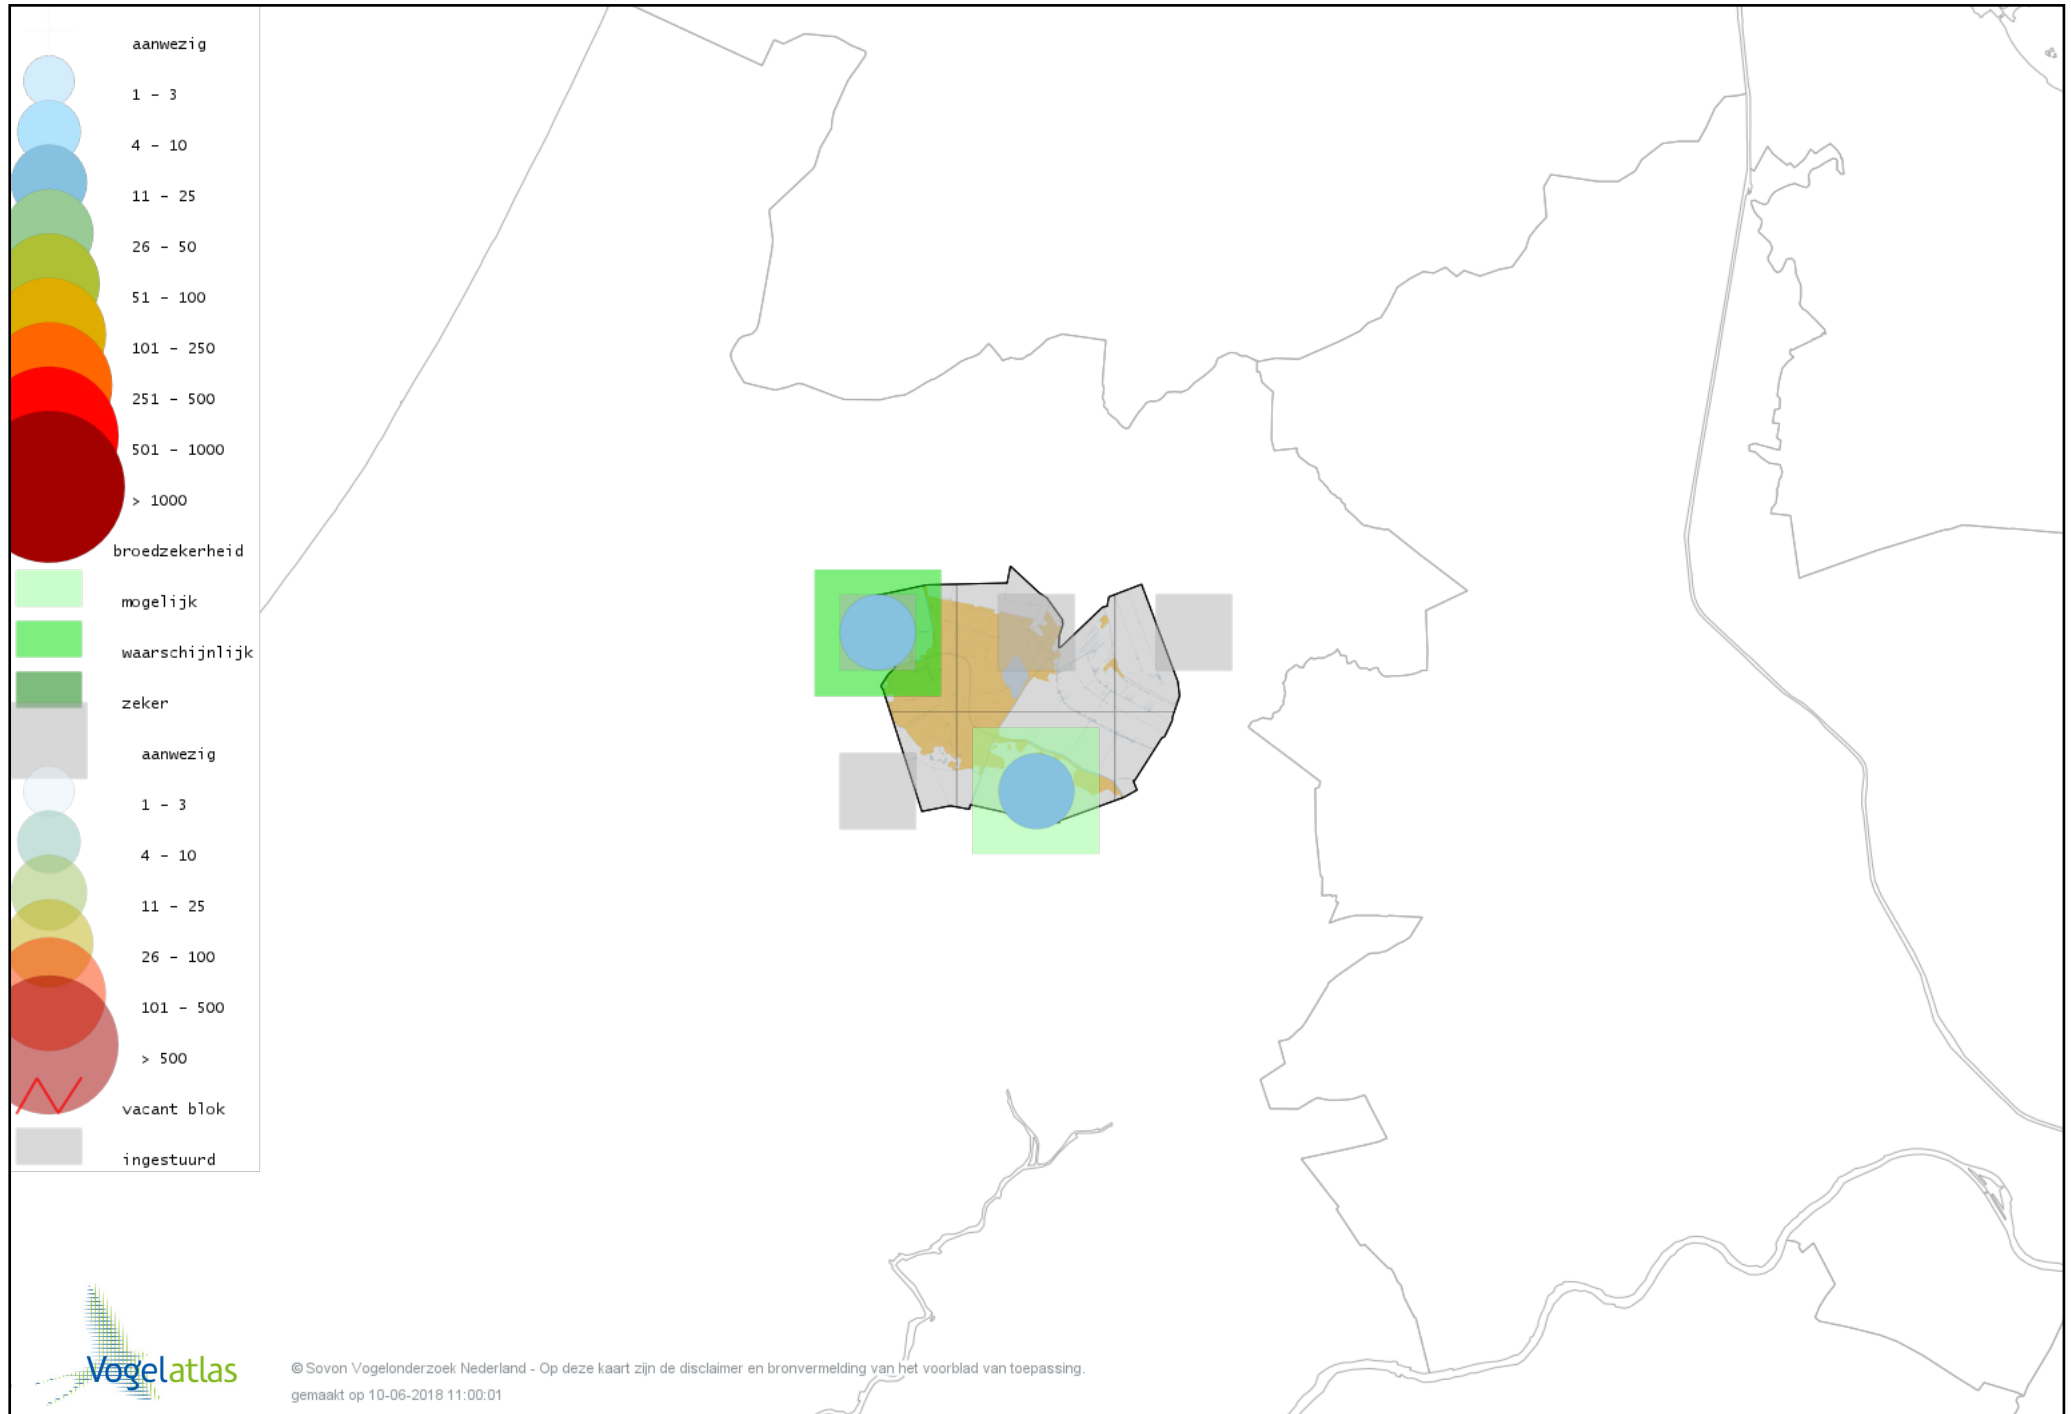 aanwezig
1 - 3
4 - 10
11 - 25
26 - 50
51 - 100
101 - 250
251 - 500
501 - 1000
> 1000
broedzekerheid
mogelijk
waarschijnlijk
zeker
aanwezig
1 - 3
4 - 10
11 - 25
26 - 100
101 - 500
> 500
vacant blok
ingestuurd
Vogelatlas
© Sovon Vogelonderzoek Nederland - Op deze kaart zijn de disclaimer en bronvermelding van het voorblad van toepassing.
gemaakt op 10-06-2018 11:00:01